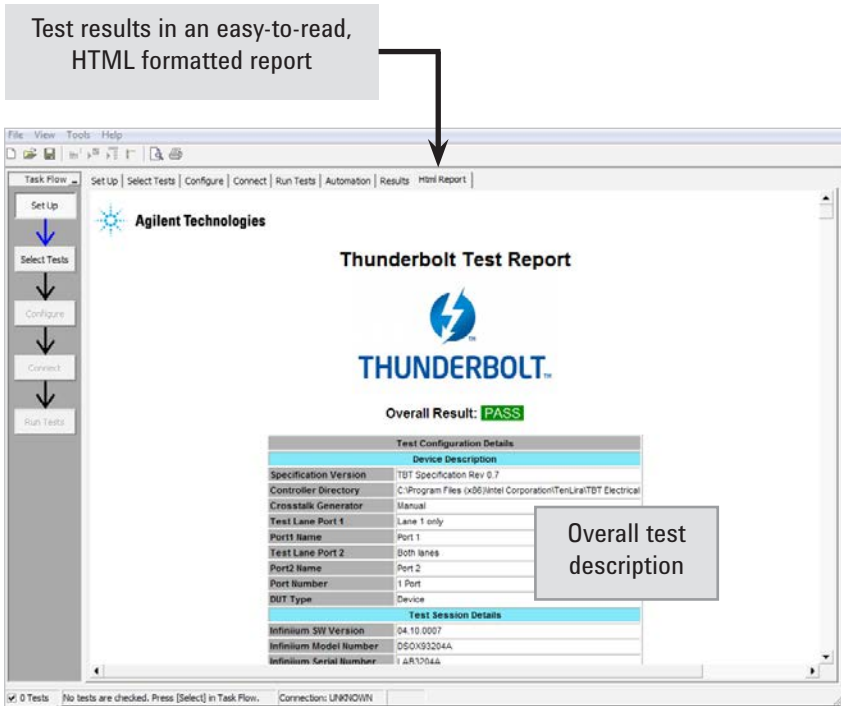 Test results in an easy-to-read,
HTML formatted report
File View Tools Help
Task Flow
Set Up | Select Tests | Configure | Connect | Run Tests | Automation | Results | Html Report |
Set Up
Select Tests
Configure
Connect
Run Tests
Agilent Technologies
Thunderbolt Test Report
THUNDERBOLT™
Overall Result: PASS
Test Configuration Details
Device Description
Specification Version TBT Specification Rev 0.7
Controller Directory C:\Program Files (x86)\Intel Corporation\TenLira\TBT Electrical
Crosstalk Generator Manual
Test Lane Port 1 Lane 1 only
Port1 Name Port 1
Test Lane Port 2 Both lanes
Port2 Name Port 2
Port Number 1 Port
DUT Type Device
Overall test
description
Test Session Details
Infiniium SW Version 04.10.0007
Infiniium Model Number DSOX93204A
Infiniium Serial Number LAB3204A
0 Tests No tests are checked. Press [Select] in Task Flow. Connection: UNKNOWN